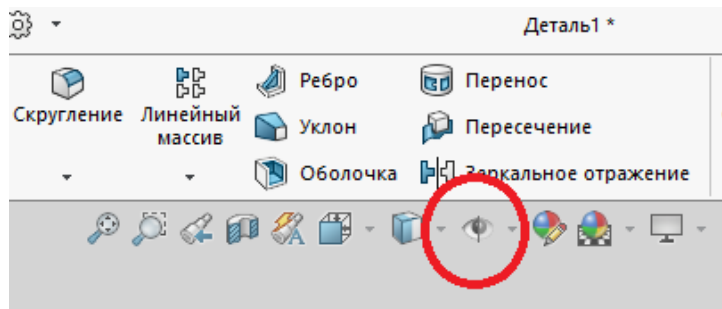 Деталь1 *
Скругление
Линейный
массив
Ребро
Уклон
Оболочка
Перенос
Пересечение
Зеркальное отражение